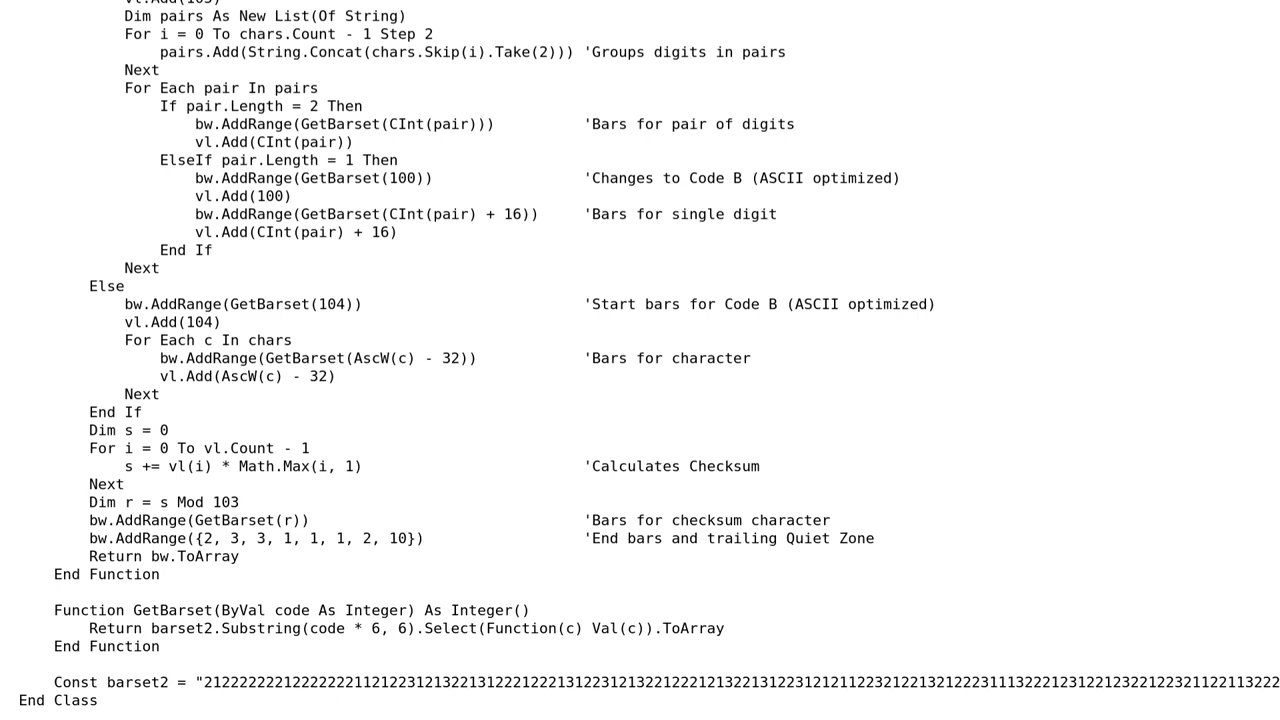 vl.Add(105)
Dim pairs As New List(Of String)
For i = 0 To chars.Count - 1 Step 2
pairs.Add(String.Concat(chars.Skip(i).Take(2))) 'Groups digits in pairs
Next
For Each pair In pairs
If pair.Length = 2 Then
bw.AddRange(GetBarset(CInt(pair))) 'Bars for pair of digits
vl.Add(CInt(pair))
ElseIf pair.Length = 1 Then
bw.AddRange(GetBarset(100)) 'Changes to Code B (ASCII optimized)
vl.Add(100)
bw.AddRange(GetBarset(CInt(pair) + 16)) 'Bars for single digit
vl.Add(CInt(pair) + 16)
End If
Next
Else
bw.AddRange(GetBarset(104)) 'Start bars for Code B (ASCII optimized)
vl.Add(104)
For Each c In chars
bw.AddRange(GetBarset(AscW(c) - 32)) 'Bars for character
vl.Add(AscW(c) - 32)
Next
End If
Dim s = 0
For i = 0 To vl.Count - 1
s += vl(i) * Math.Max(i, 1) 'Calculates Checksum
Next
Dim r = s Mod 103
bw.AddRange(GetBarset(r)) 'Bars for checksum character
bw.AddRange({2, 3, 3, 1, 1, 1, 2, 10}) 'End bars and trailing Quiet Zone
Return bw.ToArray
End Function
Function GetBarset(ByVal code As Integer) As Integer()
Return barset2.Substring(code * 6, 6).Select(Function(c) Val(c)).ToArray
End Function
Const barset2 = "21222222212222222112122312132213122212221312231213221222121322131223121211223212213212223111322212312212322122321122113222
End Class